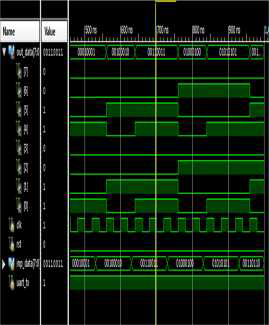 Name Value 500 ns 600 ns 700 ns 800 ns 900 ns
out_data[7:0] 00110011 00010001 00100010 00110011 01000100 01010101
[7] 0
[6] 0
[5] 1
[4] 1
[3] 0
[2] 0
[1] 1
[0] 1
clk 1
rst 0
inp_data[7:0] 00110011 00010001 00100010 00110011 01000100 01010101 01100110
uart_tx 1